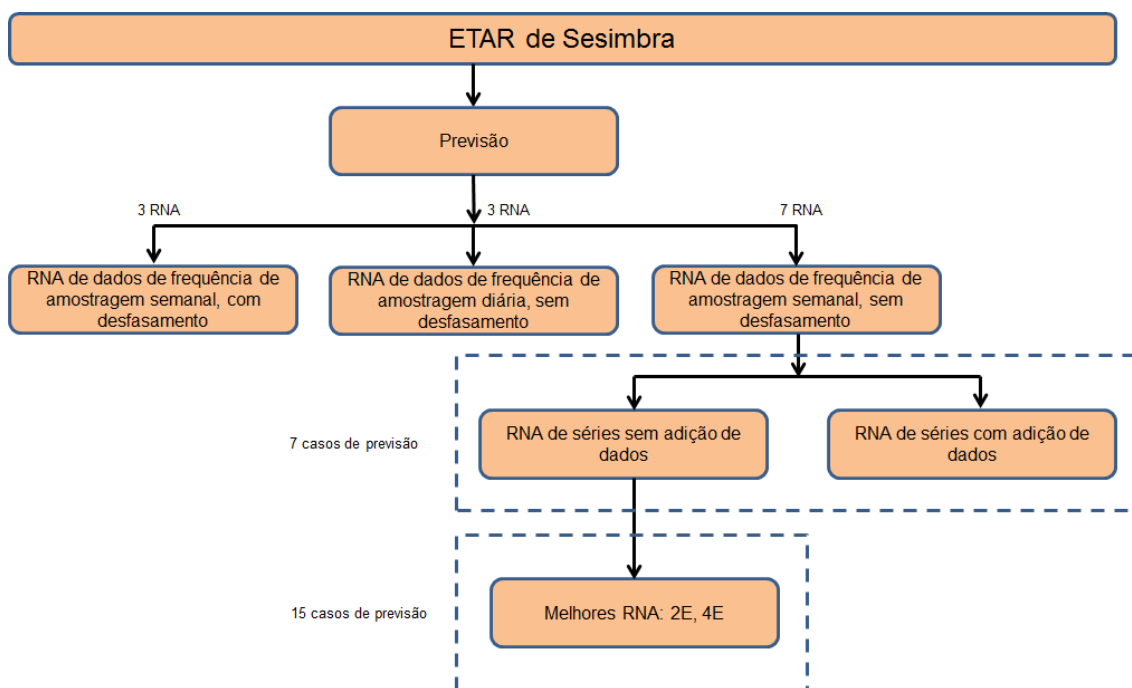 ETAR de Sesimbra
Previsão
3 RNA
3 RNA
7 RNA
RNA de dados de frequência de
amostragem semanal, com
desfasamento
RNA de dados de frequência de
amostragem diária, sem
desfasamento
RNA de dados de frequência de
amostragem semanal, sem
desfasamento
7 casos de previsão
RNA de séries sem adição de
dados
RNA de séries com adição de
dados
15 casos de previsão
Melhores RNA: 2E, 4E